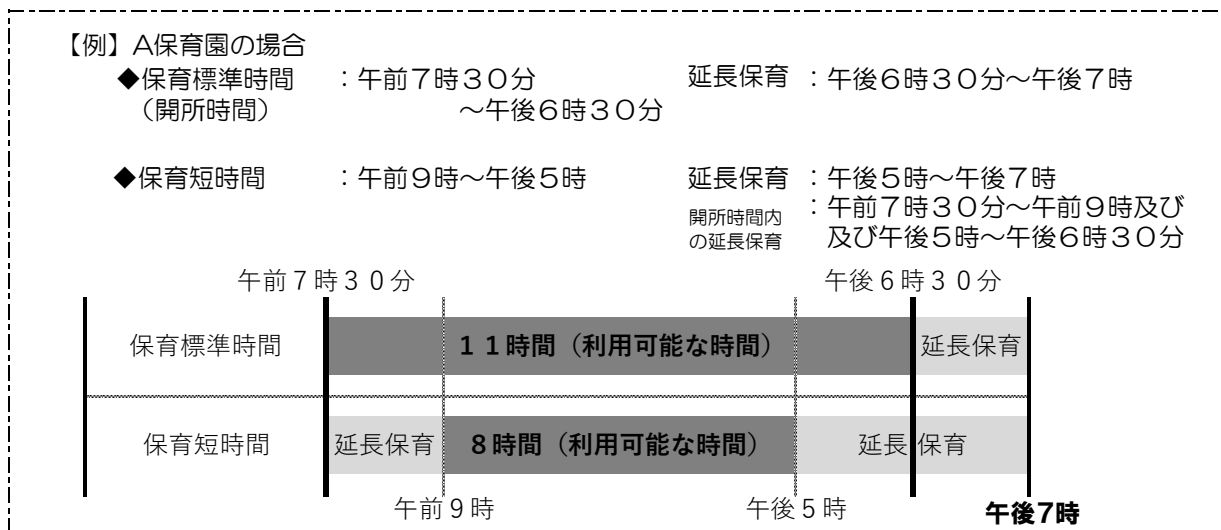 【例】A保育園の場合
◆保育標準時間 ：午前７時３０分 延長保育 ：午後６時３０分～午後７時
（開所時間） ～午後６時３０分
◆保育短時間 ：午前９時～午後５時 延長保育 ：午後５時～午後７時
開所時間内 ：午前７時３０分～午前９時及び
の延長保育 及び午後５時～午後６時３０分
午前７時３０分 午後６時３０分
保育標準時間 １１時間（利用可能な時間） 延長保育
保育短時間 延長保育 ８時間（利用可能な時間） 延長保育
午前９時 午後５時 午後7時